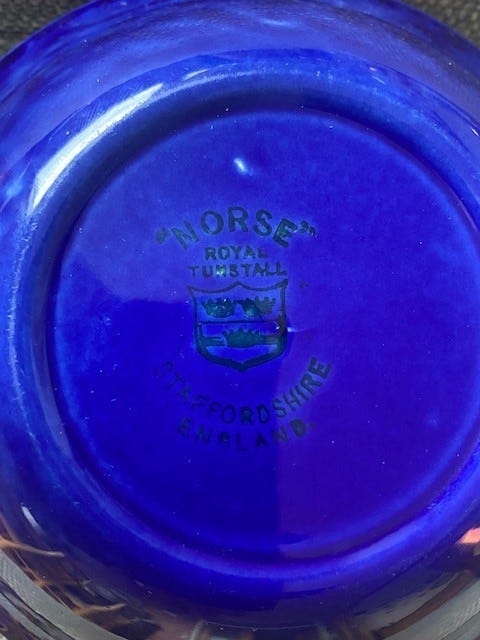 "NORSE"
ROYAL
TUNSTALL
STAFFORDSHIRE
ENGLAND.